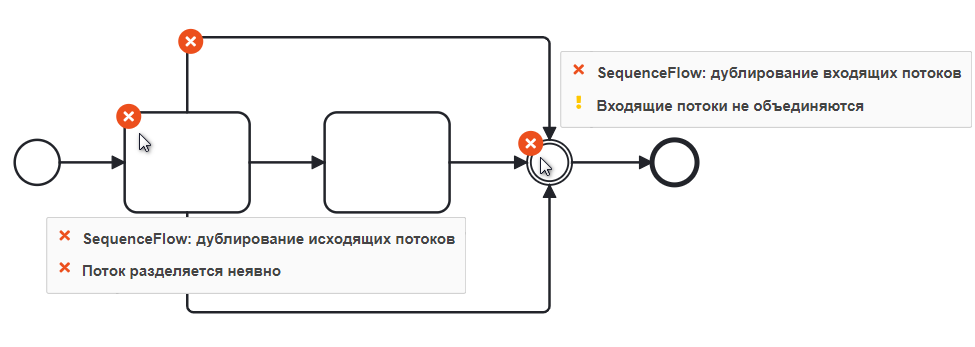 SequenceFlow: дублирование входящих потоков
Входящие потоки не объединяются
SequenceFlow: дублирование исходящих потоков
Поток разделяется неявно